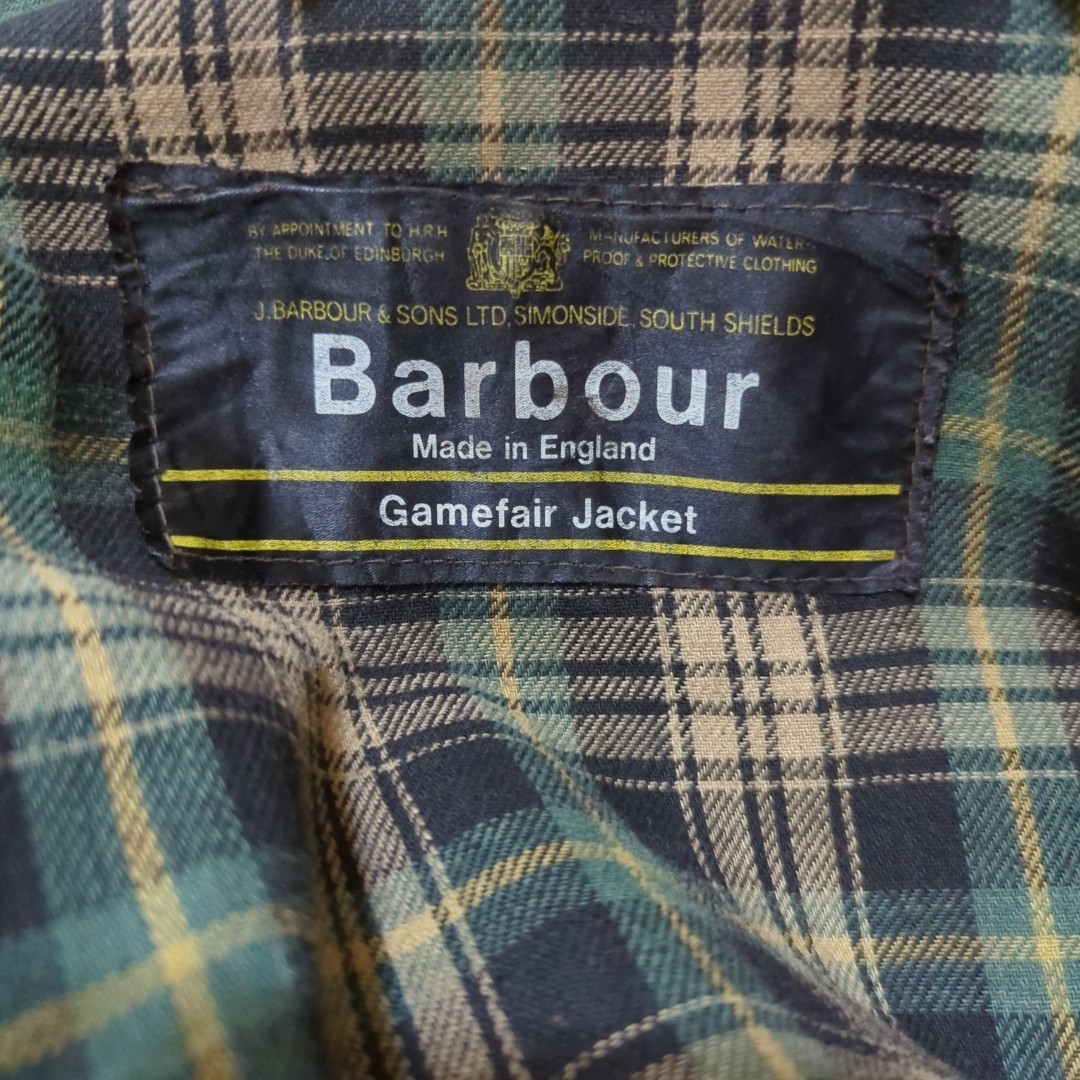 BY APPOINTMENT TO H.R.H
THE DUKE OF EDINBURGH
MANUFACTURERS OF WATER-
PROOF & PROTECTIVE CLOTHING
J. BARBOUR & SONS LTD, SIMONSIDE, SOUTH SHIELDS
Barbour
Made in England
Gamefair Jacket